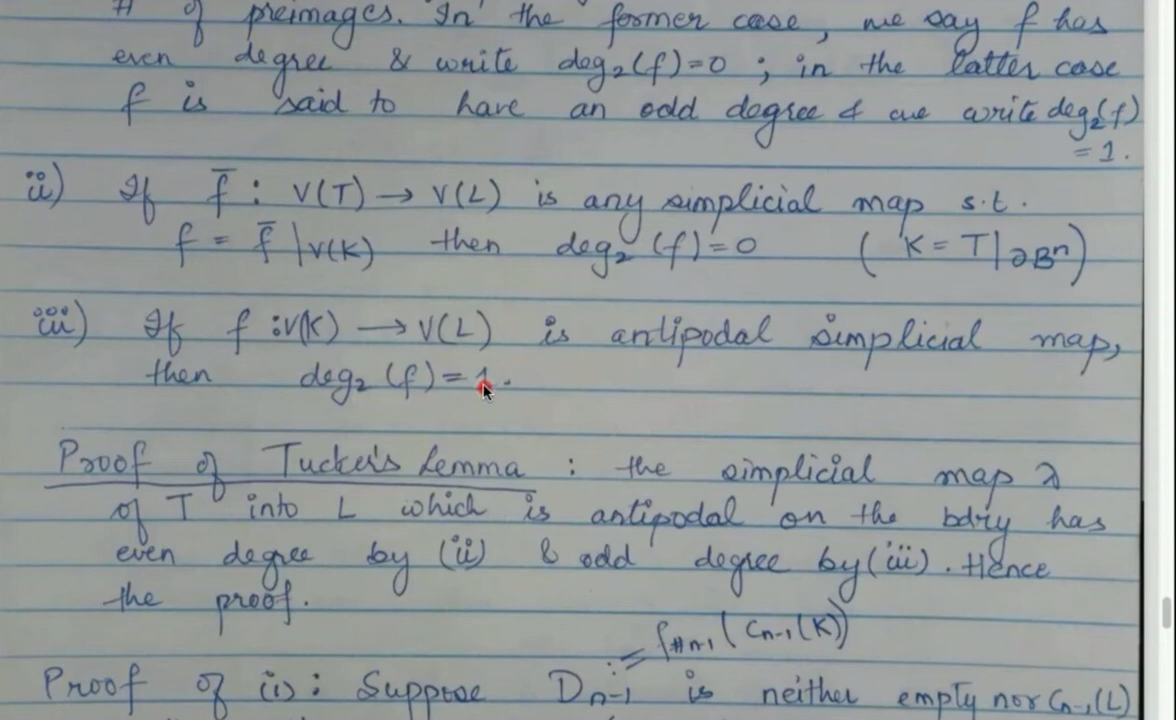 # of preimages. In the former case, we say f has
even degree & write deg₂(f)=0 ; in the latter case
f is said to have an odd degree & we write deg₂(f)
=1.
ii) If f̄ : V(T) → V(L) is any simplicial map s.t.
f = f̄ |V(K) then deg₂(f)=0 ( K = T|∂Bⁿ)
iii) If f : V(K) → V(L) is antipodal simplicial map,
then deg₂(f)=1.
Proof of Tucker's Lemma : the simplicial map λ
of T into L which is antipodal on the bdry has
even degree by (ii) & odd degree by (iii). Hence
the proof.
:= f#n-1 (Cn-1(K))
Proof of (i) : Suppose Dn-1 is neither empty nor Cn-1(L)